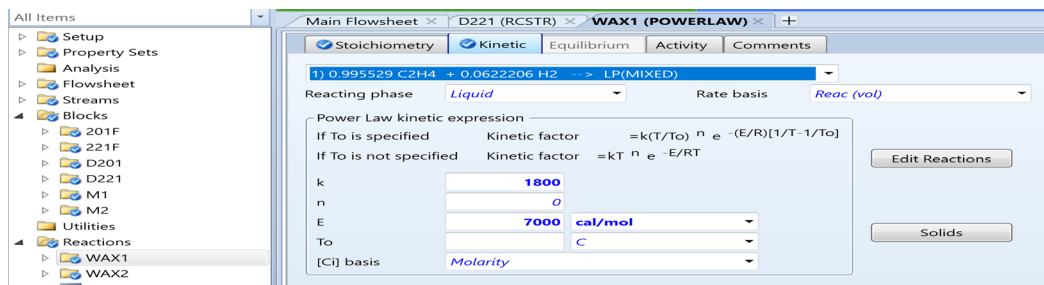 All Items
Setup
Property Sets
Analysis
Flowsheet
Streams
Blocks
201F
221F
D201
D221
M1
M2
Utilities
Reactions
WAX1
WAX2
Main Flowsheet × D221 (RCSTR) × WAX1 (POWERLAW) × +
Stoichiometry Kinetic Equilibrium Activity Comments
1) 0.995529 C2H4 + 0.0622206 H2 --> LP(MIXED)
Reacting phase Liquid Rate basis Reac (vol)
Power Law kinetic expression
If To is specified Kinetic factor =k(T/To) n e -(E/R)[1/T-1/To]
If To is not specified Kinetic factor =kT n e -E/RT
k 1800
n 0
E 7000 cal/mol
To C
[Ci] basis Molarity
Edit Reactions
Solids